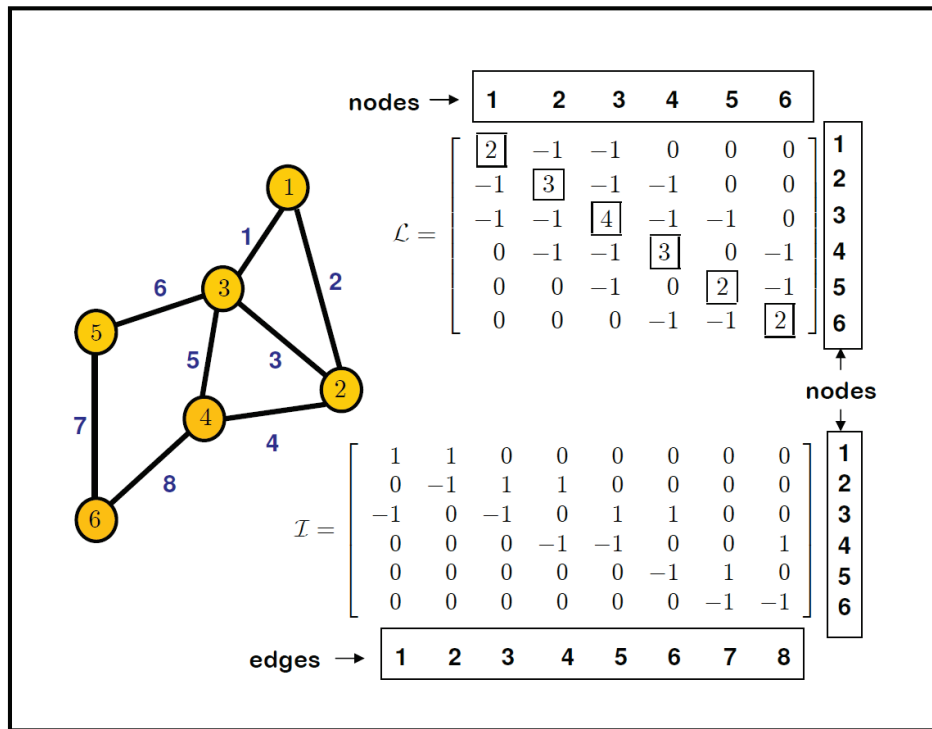 nodes → 1 2 3 4 5 6
1
2
3
4
5
6
ℒ =
2 −1 −1 0 0 0
−1 3 −1 −1 0 0
−1 −1 4 −1 −1 0
0 −1 −1 3 0 −1
0 0 −1 0 2 −1
0 0 0 −1 −1 2
1
2
3
4
5
6
1
2
3
4
5
6
7
8
nodes
ℐ =
1 1 0 0 0 0 0 0
0 −1 1 1 0 0 0 0
−1 0 −1 0 1 1 0 0
0 0 0 −1 −1 0 0 1
0 0 0 0 0 −1 1 0
0 0 0 0 0 0 −1 −1
1
2
3
4
5
6
edges → 1 2 3 4 5 6 7 8